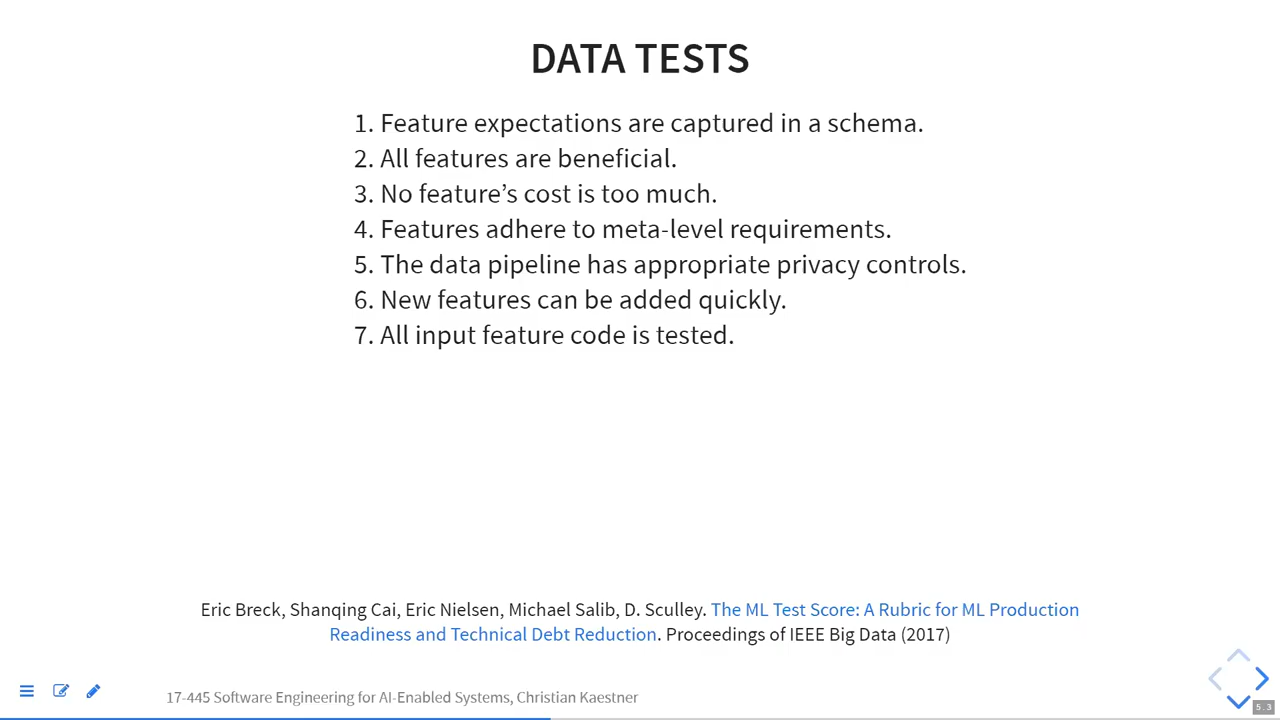 DATA TESTS
1. Feature expectations are captured in a schema.
2. All features are beneficial.
3. No feature’s cost is too much.
4. Features adhere to meta-level requirements.
5. The data pipeline has appropriate privacy controls.
6. New features can be added quickly.
7. All input feature code is tested.
Eric Breck, Shanqing Cai, Eric Nielsen, Michael Salib, D. Sculley. The ML Test Score: A Rubric for ML Production
Readiness and Technical Debt Reduction. Proceedings of IEEE Big Data (2017)
17-445 Software Engineering for AI-Enabled Systems, Christian Kaestner
5.3